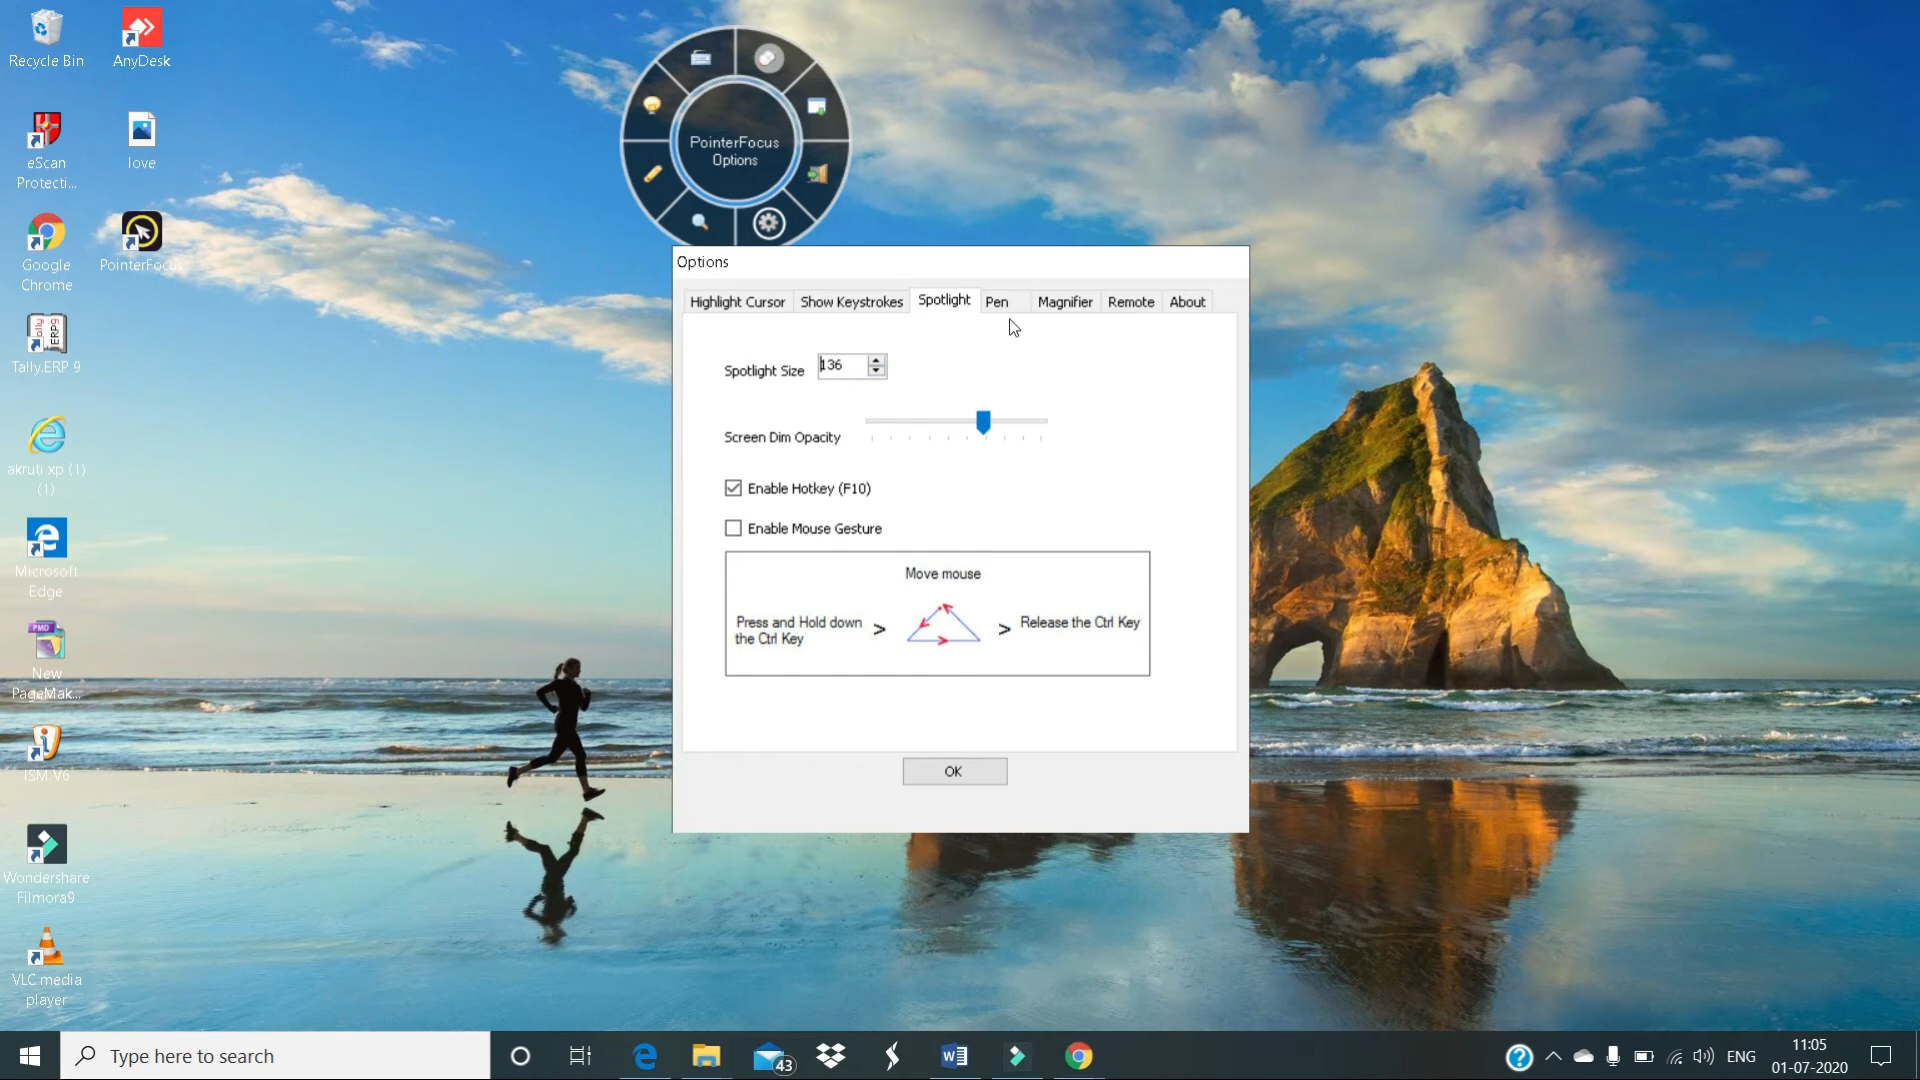 Recycle Bin
AnyDesk
eScan
Protecti...
love
Google
Chrome
PointerFocus
Tally.ERP 9
akruti xp (1)
(1)
Microsoft
Edge
New
PageMak...
ISM V6
Wondershare
Filmora9
VLC media
player
PointerFocus
Options
Options
Highlight Cursor
Show Keystrokes
Spotlight
Pen
Magnifier
Remote
About
Spotlight Size
136
Screen Dim Opacity
Enable Hotkey (F10)
Enable Mouse Gesture
Move mouse
Press and Hold down
the Ctrl Key
>
>
Release the Ctrl Key
OK
Type here to search
43
ENG
11:05
01-07-2020